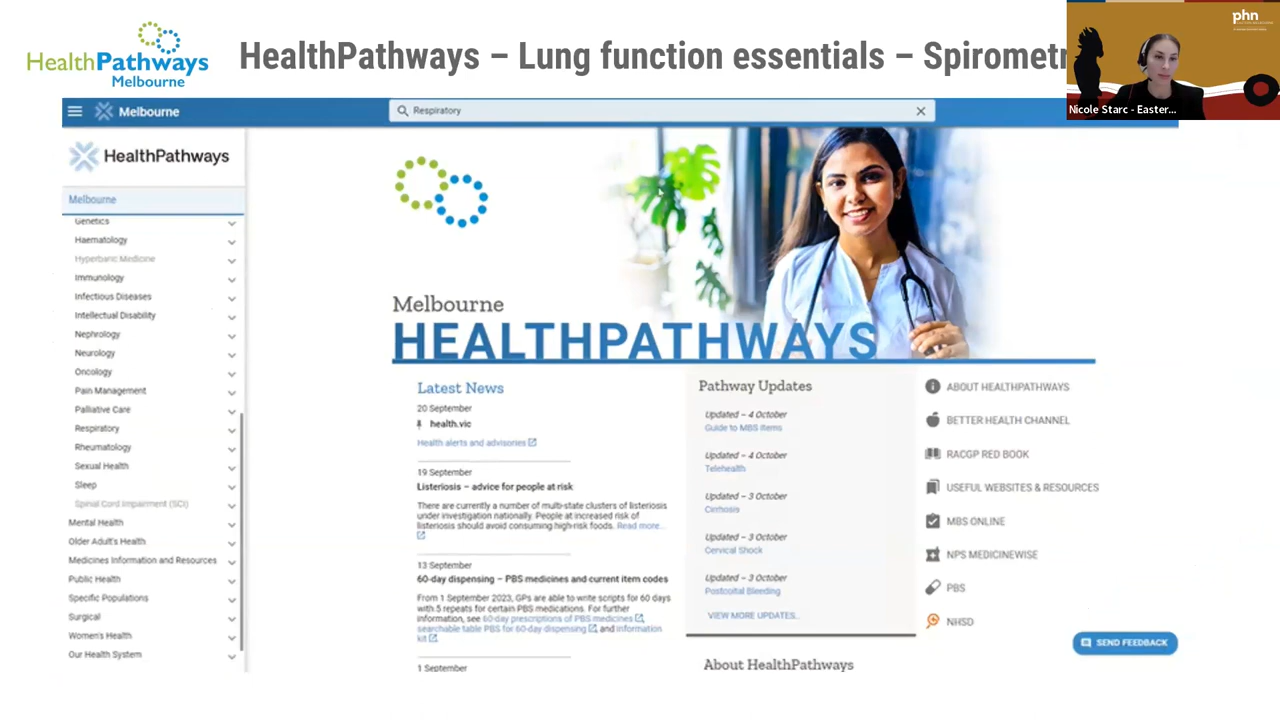 HealthPathways
Melbourne
HealthPathways – Lung function essentials – Spirometr
phn
Nicole Starc - Easter...
Melbourne
Respiratory
HealthPathways
Melbourne
Genetics
Haematology
Hyperbaric Medicine
Immunology
Infectious Diseases
Intellectual Disability
Nephrology
Neurology
Oncology
Pain Management
Palliative Care
Respiratory
Rheumatology
Sexual Health
Sleep
Spinal Cord Impairment (SCI)
Mental Health
Older Adult's Health
Medicines Information and Resources
Public Health
Specific Populations
Surgical
Women's Health
Our Health System
Melbourne
HEALTHPATHWAYS
Latest News
20 September
health.vic
Health alerts and advisories
19 September
Listeriosis – advice for people at risk
There are currently a number of multi-state clusters of listeriosis
under investigation nationally. People at increased risk of
listeriosis should avoid consuming high-risk foods. Read more...
13 September
60-day dispensing – PBS medicines and current item codes
From 1 September 2023, GPs are able to write scripts for 60 days
with 5 repeats for certain PBS medications. For further
information, see 60-day prescriptions of PBS medicines,
searchable table PBS for 60-day dispensing, and information
kit.
1 September
Pathway Updates
Updated – 4 October
Guide to MBS Items
Updated – 4 October
Telehealth
Updated – 3 October
Cirrhosis
Updated – 3 October
Cervical Shock
Updated – 3 October
Postcoital Bleeding
VIEW MORE UPDATES...
About HealthPathways
ABOUT HEALTHPATHWAYS
BETTER HEALTH CHANNEL
RACGP RED BOOK
USEFUL WEBSITES & RESOURCES
MBS ONLINE
NPS MEDICINEWISE
PBS
NHSD
SEND FEEDBACK